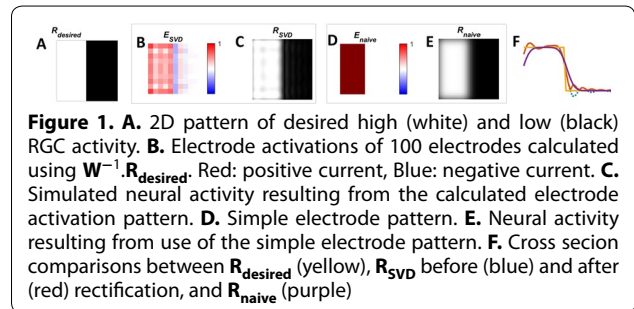 R_desired E_SVD R_SVD E_naive R_naive
A B 1 C D 1 E F
Figure 1. A. 2D pattern of desired high (white) and low (black)
RGC activity. B. Electrode activations of 100 electrodes calculated
using W⁻¹.R_desired. Red: positive current, Blue: negative current. C.
Simulated neural activity resulting from the calculated electrode
activation pattern. D. Simple electrode pattern. E. Neural activity
resulting from use of the simple electrode pattern. F. Cross secion
comparisons between R_desired (yellow), R_SVD before (blue) and after
(red) rectification, and R_naive (purple)